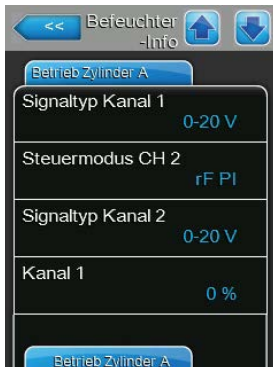 << Befeuchter
-Info
Betrieb Zylinder A
Signaltyp Kanal 1
0-20 V
Steuermodus CH 2
rF PI
Signaltyp Kanal 2
0-20 V
Kanal 1
0 %
Betrieb Zylinder A